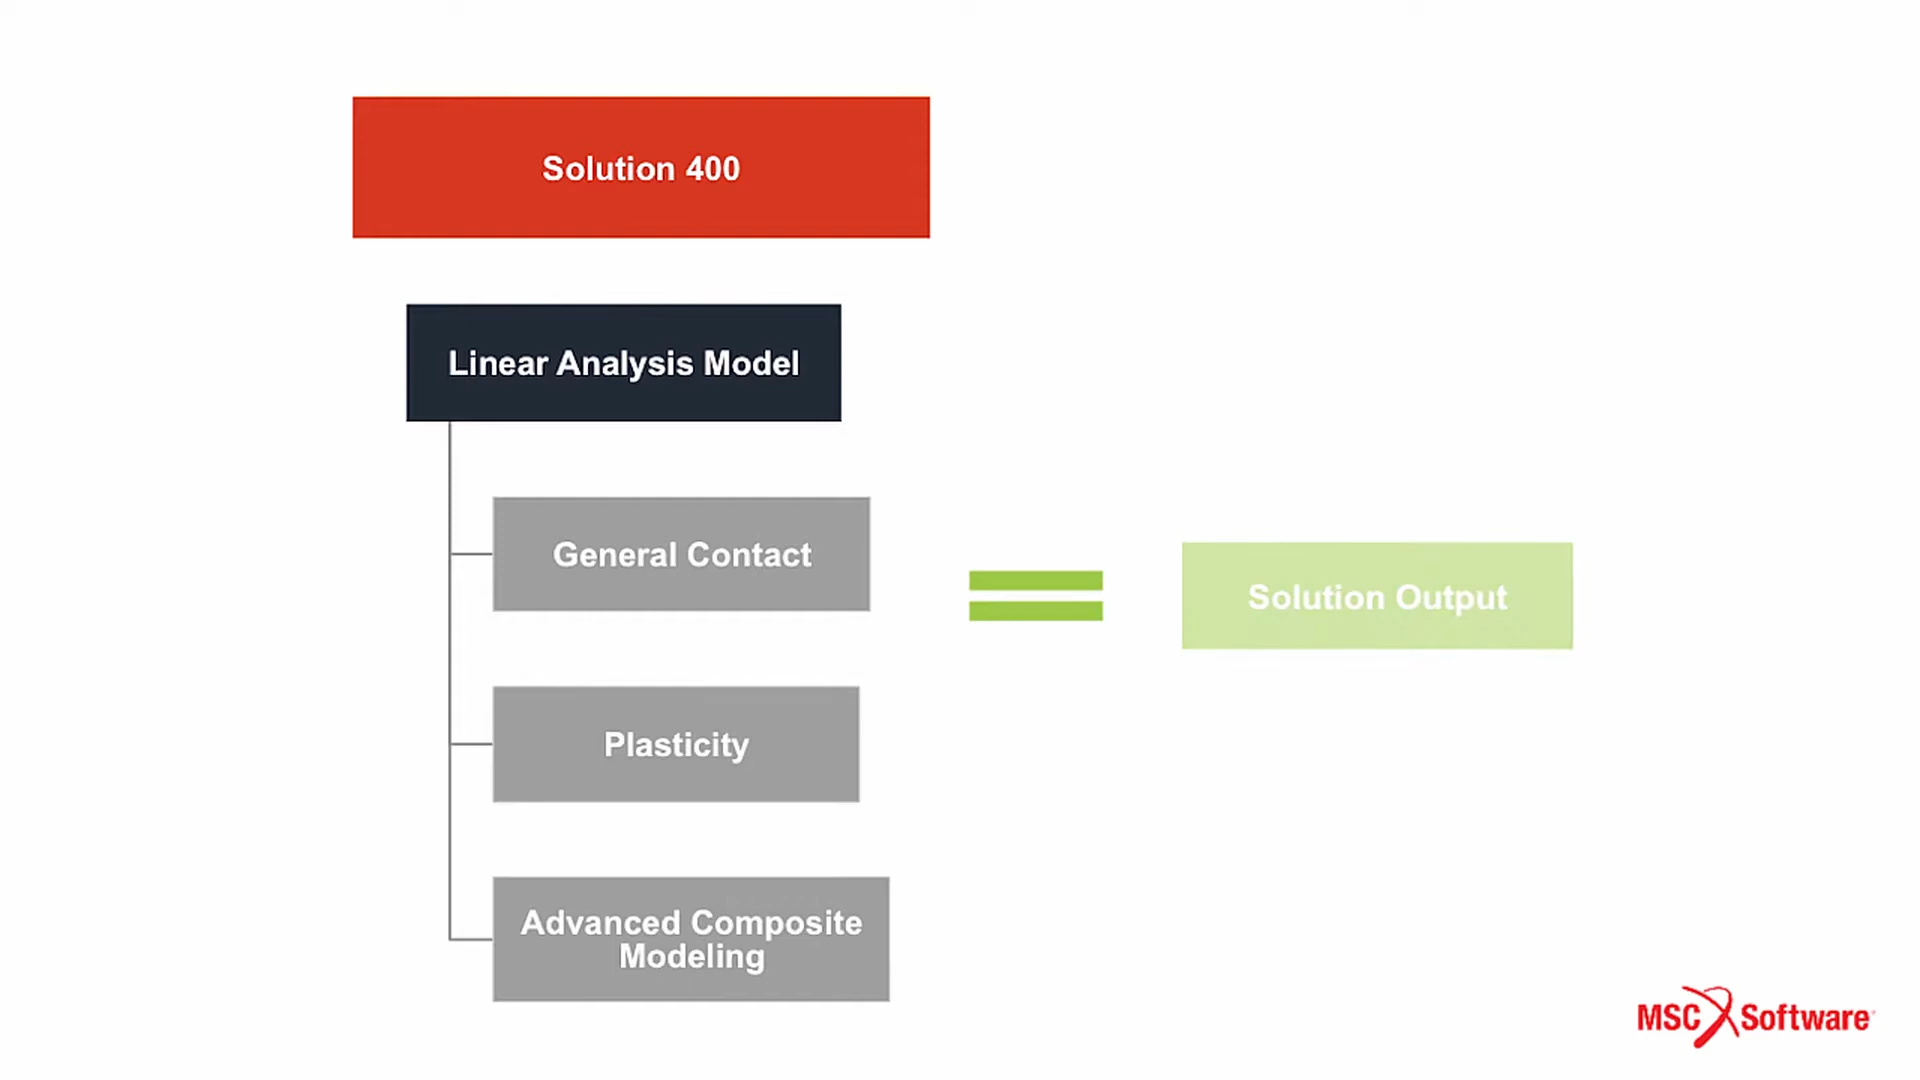 Solution 400
Linear Analysis Model
General Contact
Solution Output
Plasticity
Advanced Composite
Modeling
MSC Software